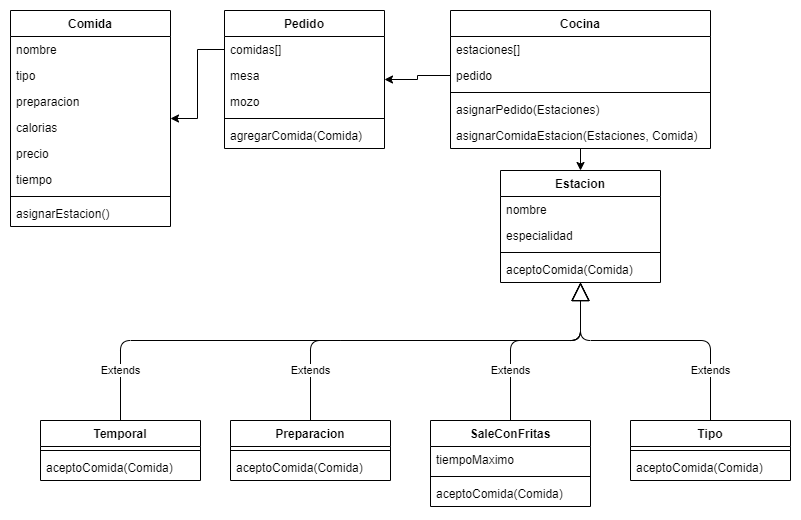 Comida
nombre
tipo
preparacion
calorias
precio
tiempo
asignarEstacion()
Pedido
comidas[]
mesa
mozo
agregarComida(Comida)
Cocina
estaciones[]
pedido
asignarPedido(Estaciones)
asignarComidaEstacion(Estaciones, Comida)
Estacion
nombre
especialidad
aceptoComida(Comida)
Extends
Extends
Extends
Extends
Temporal
aceptoComida(Comida)
Preparacion
aceptoComida(Comida)
SaleConFritas
tiempoMaximo
aceptoComida(Comida)
Tipo
aceptoComida(Comida)